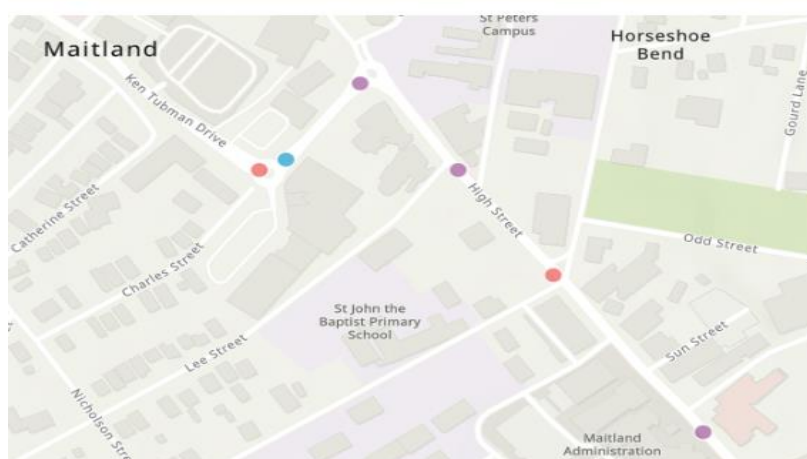 St Peters
Campus
Horseshoe
Bend
Maitland
Ken Tubman Drive
Gourd Lane
Catherine Street
High Street
Odd Street
Charles Street
St John the
Baptist Primary
School
Sun Street
Lee Street
Nicholson
Maitland
Administration